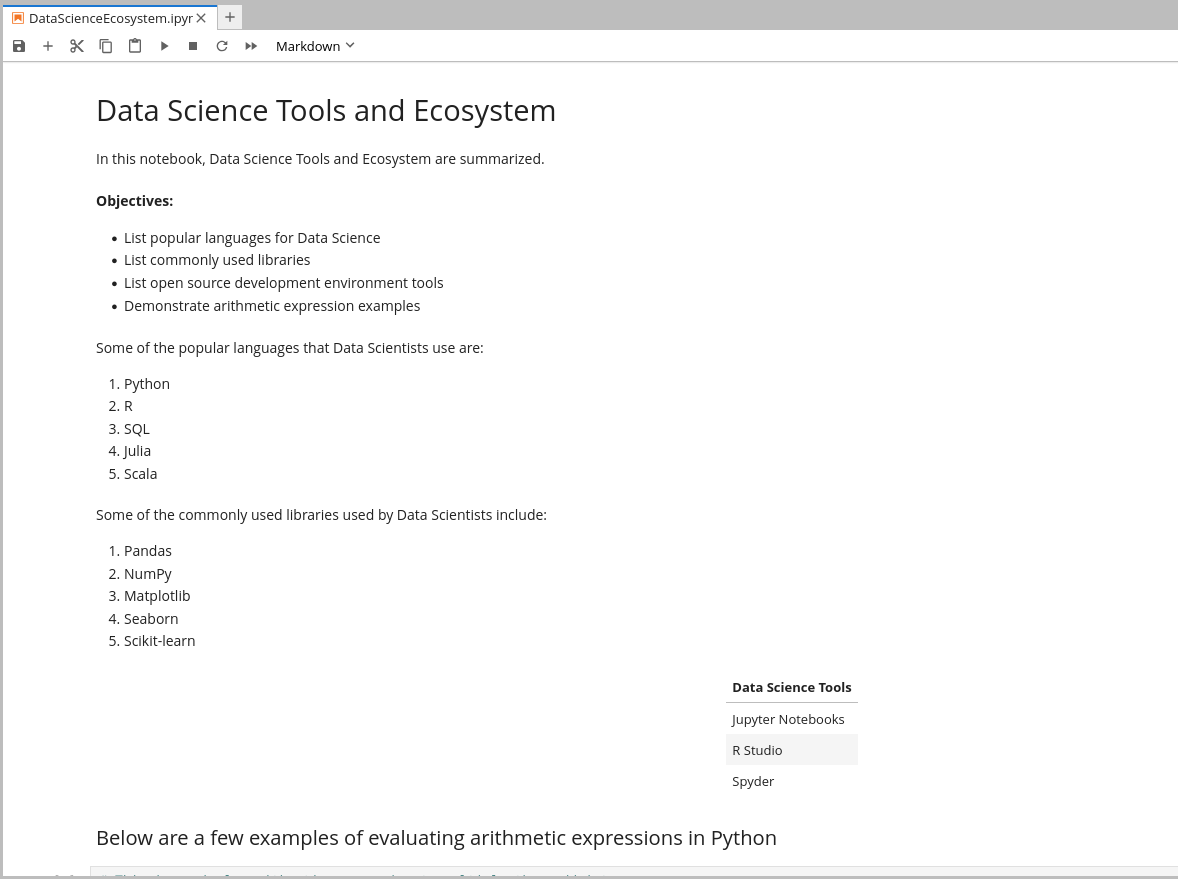 DataScienceEcosystem.ipyr
Markdown
Data Science Tools and Ecosystem
In this notebook, Data Science Tools and Ecosystem are summarized.
Objectives:
• List popular languages for Data Science
• List commonly used libraries
• List open source development environment tools
• Demonstrate arithmetic expression examples
Some of the popular languages that Data Scientists use are:
1. Python
2. R
3. SQL
4. Julia
5. Scala
Some of the commonly used libraries used by Data Scientists include:
1. Pandas
2. NumPy
3. Matplotlib
4. Seaborn
5. Scikit-learn
Data Science Tools
Jupyter Notebooks
R Studio
Spyder
Below are a few examples of evaluating arithmetic expressions in Python